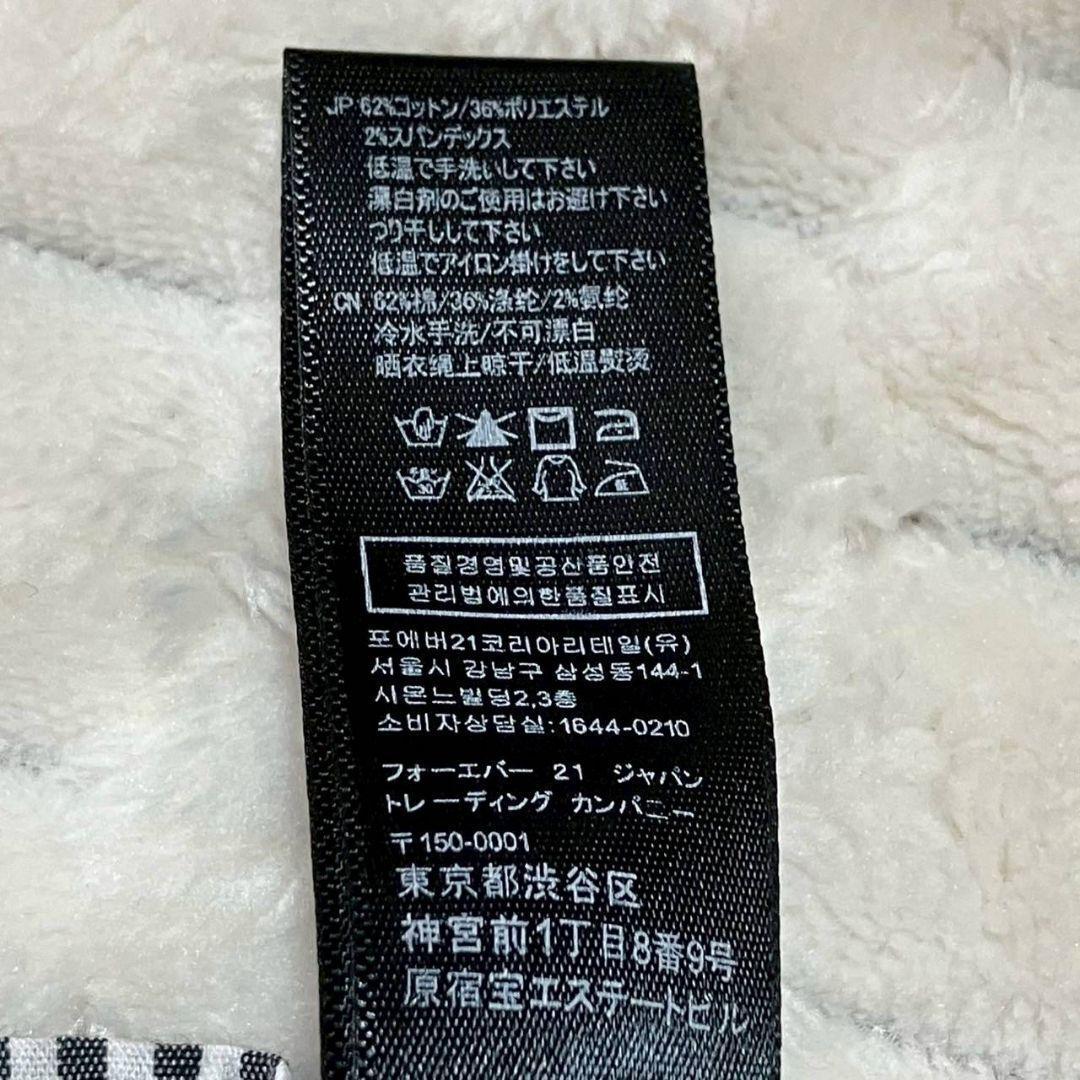 JP 62%コットン/36%ポリエステル
2%スパンデックス
低温で手洗いして下さい
漂白剤のご使用はお避け下さい
つり干しして下さい
低温でアイロン掛けをして下さい
CN 62%棉/36%涤纶/2%氨纶
冷水手洗/不可漂白
晒衣绳上晾干/低温熨烫
30
低
품질경영및공산품안전
관리법에의한품질표시
포에버21코리아리테일(유)
서울시 강남구 삼성동144-1
시몬느빌딩2,3층
소비자상담실:1644-0210
フォーエバー 21 ジャパン
トレーディング カンパニー
〒150-0001
東京都渋谷区
神宮前1丁目8番9号
原宿宝エステートビル